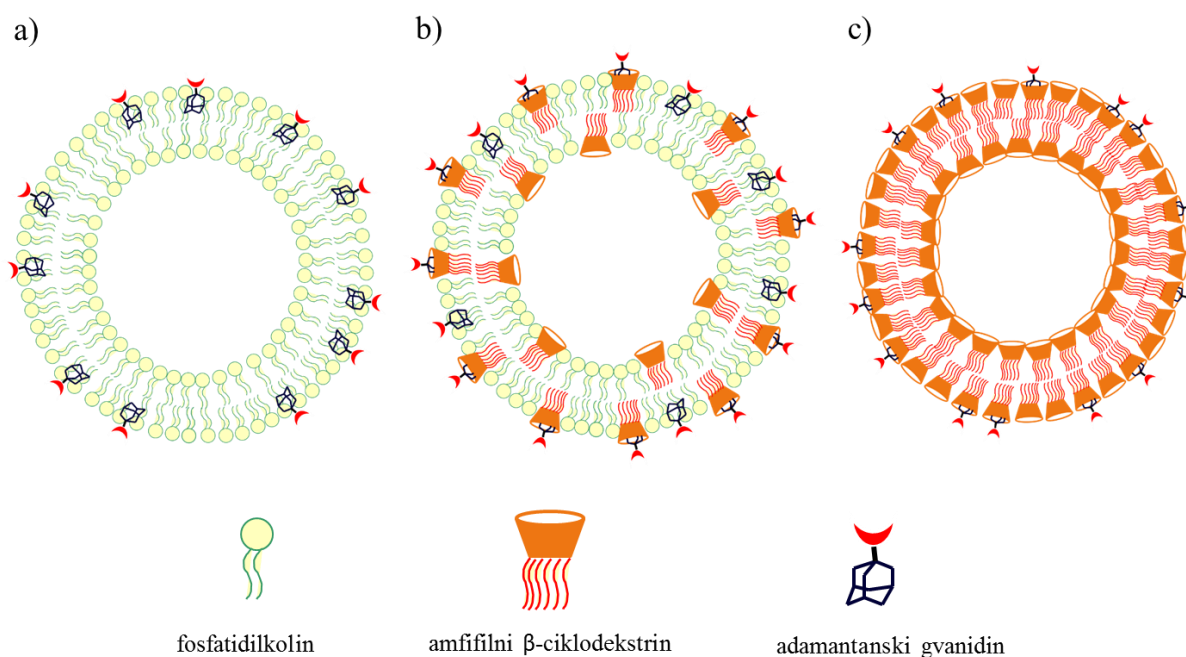 a)
b)
c)
fosfatidilkolin
amfifilni β-ciklodekstrin
adamantanski gvanidin